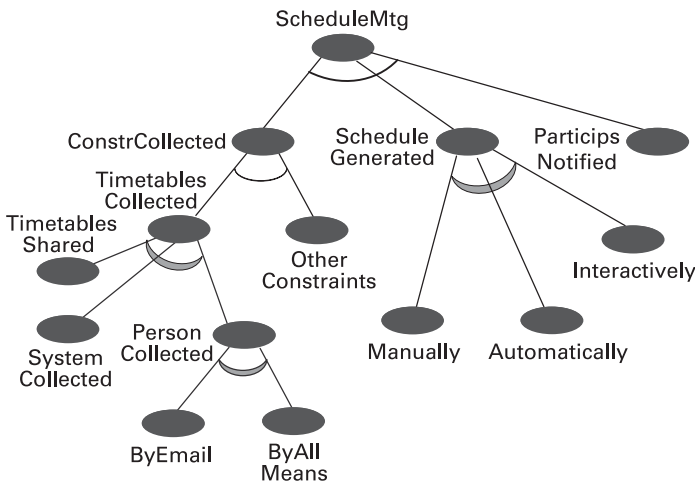 ScheduleMtg
ConstrCollected
Schedule
Generated
Particips
Notified
Timetables
Collected
Timetables
Shared
Other
Constraints
Interactively
System
Collected
Person
Collected
Manually
Automatically
ByEmail
ByAll
Means